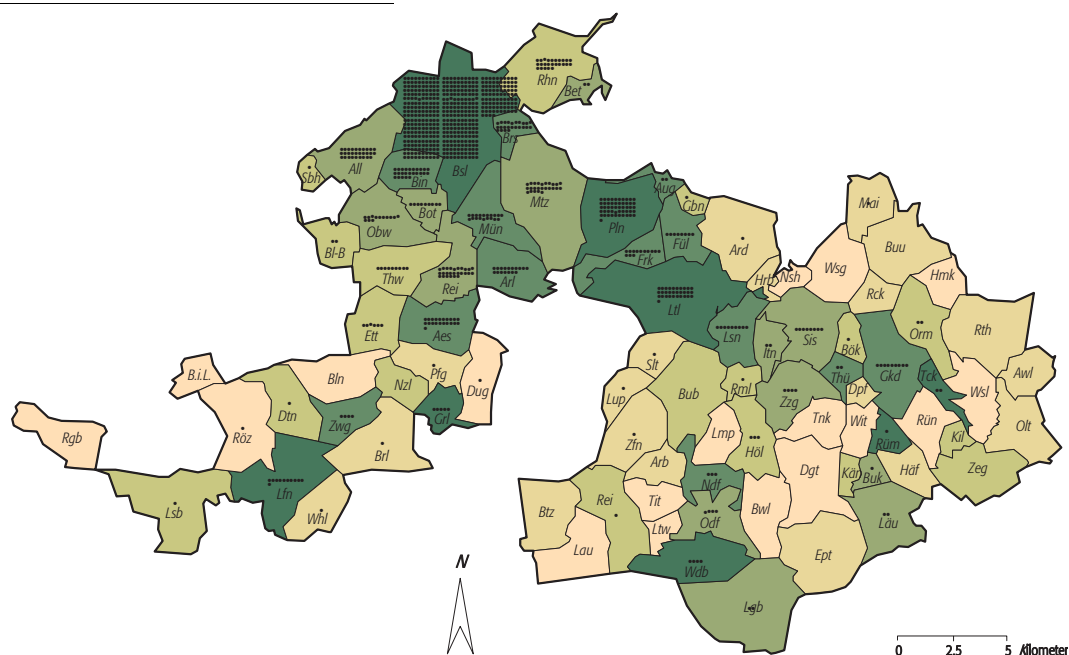 Rhn
Bet
Brs
All
Bsl
Sbh
Bin
Aug
Mtz
Gbn
Mai
Bot
Obw
Mün
Pln
Fül
Ard
Buu
Bl-B
Frk
Wsg
Hmk
Thw
Rei
Arl
Hrb
Nsh
Rck
Ltl
Ett
Aes
Lsn
Itn
Sis
Bök
Orm
Rth
Slt
B.i.L.
Bln
Nzl
Pfg
Dug
Bub
Rml
Thü
Gkd
Tck
Awl
Lup
Zzg
Dpf
Wsl
Dtn
Zwg
Grl
Tnk
Wit
Rün
Olt
Rgb
Röz
Brl
Zfn
Lmp
Höl
Rüm
Kil
Arb
Dgt
Kän
Buk
Häf
Zeg
Lfn
Ndf
Lsb
Whl
Btz
Rei
Tit
Odf
Bwl
Läu
Ltw
Lau
Ept
Wdb
N
Lgb
0 2.5 5 Kilometer